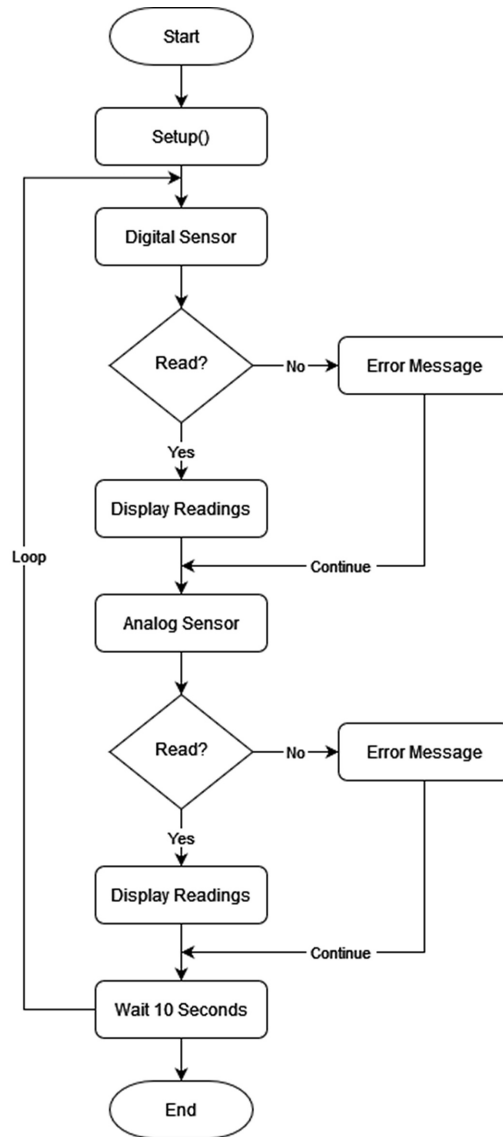 Start
Setup()
Digital Sensor
Read?
No
Error Message
Yes
Display Readings
Loop
Continue
Analog Sensor
Read?
No
Error Message
Yes
Display Readings
Continue
Wait 10 Seconds
End